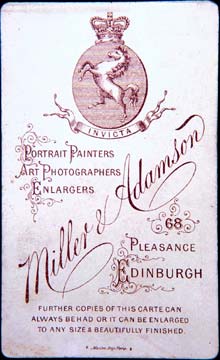 INVICTA
PORTRAIT PAINTERS
ART PHOTOGRAPHERS
ENLARGERS
Miller & Adamson
68
PLEASANCE
EDINBURGH
FURTHER COPIES OF THIS CARTE CAN
ALWAYS BE HAD OR IT CAN BE ENLARGED
TO ANY SIZE & BEAUTIFULLY FINISHED.